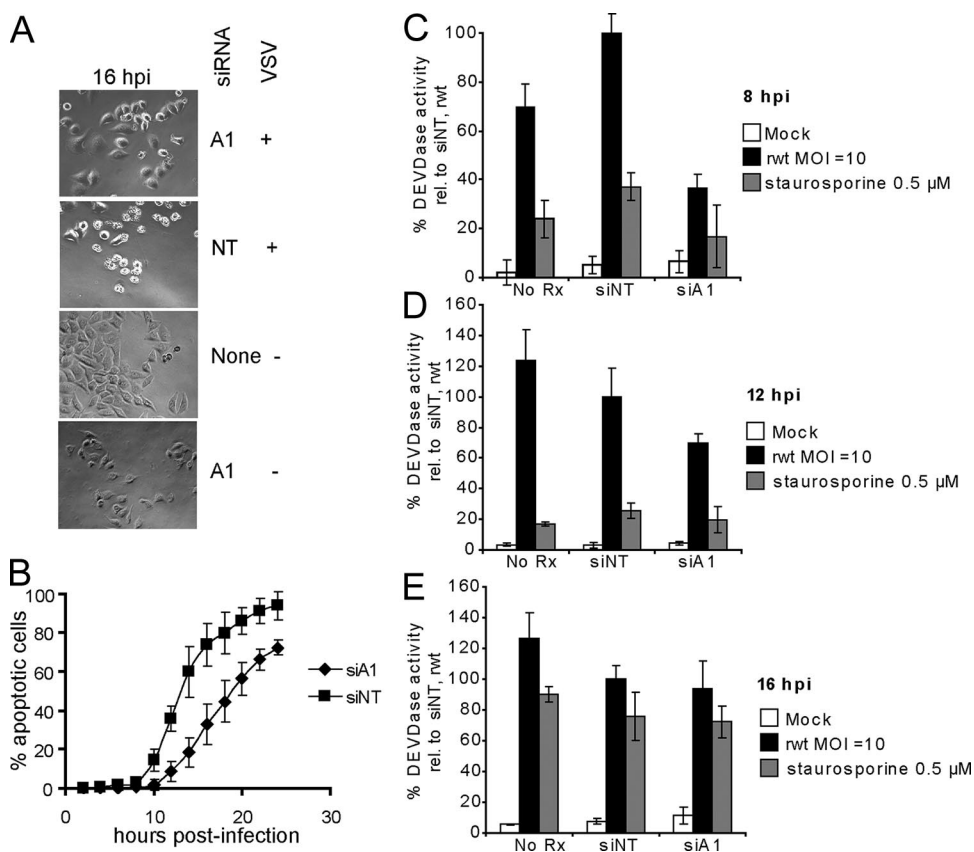 A
16 hpi
siRNA
VSV
A1 +
NT +
None -
A1 -
B
% apoptotic cells
100
80
60
40
20
0
0 10 20 30
hours post-infection
siA1
siNT
C
% DEVDase activity
rel. to siNT, rwt
100
80
60
40
20
0
No Rx siNT siA1
8 hpi
Mock
rwt MOI =10
staurosporine 0.5 µM
D
% DEVDase activity
rel. to siNT, rwt
160
140
120
100
80
60
40
20
0
No Rx siNT siA1
12 hpi
Mock
rwt MOI =10
staurosporine 0.5 µM
E
% DEVDase activity
rel. to siNT, rwt
160
140
120
100
80
60
40
20
0
No Rx siNT siA1
16 hpi
Mock
rwt MOI =10
staurosporine 0.5 µM